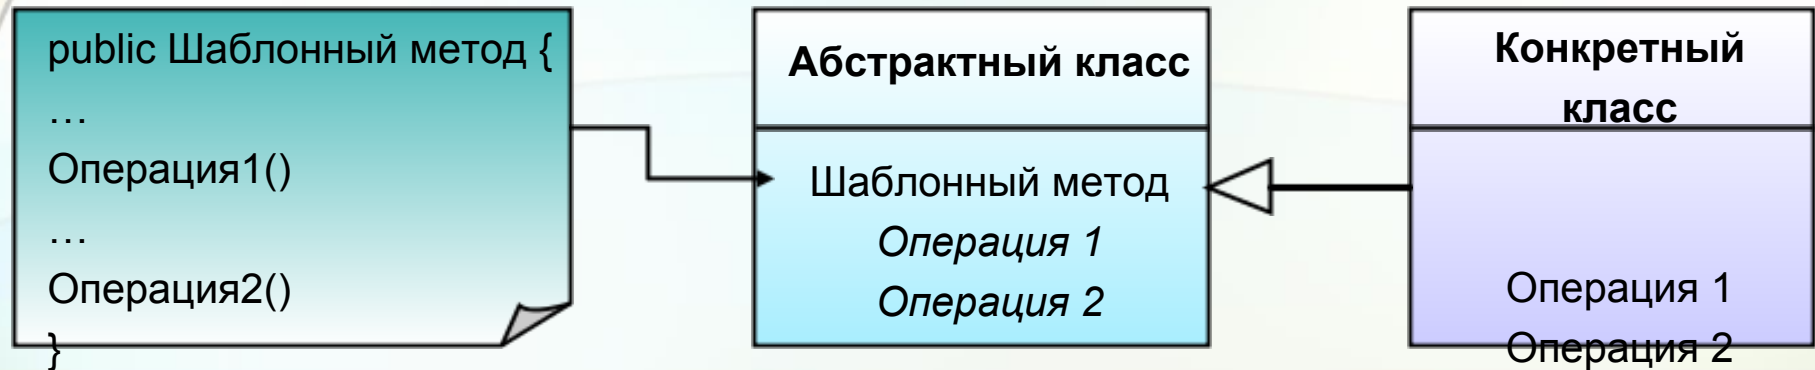 public Шаблонный метод {
…
Операция1()
…
Операция2()
}
Абстрактный класс
Шаблонный метод
Операция 1
Операция 2
Конкретный
класс
Операция 1
Операция 2